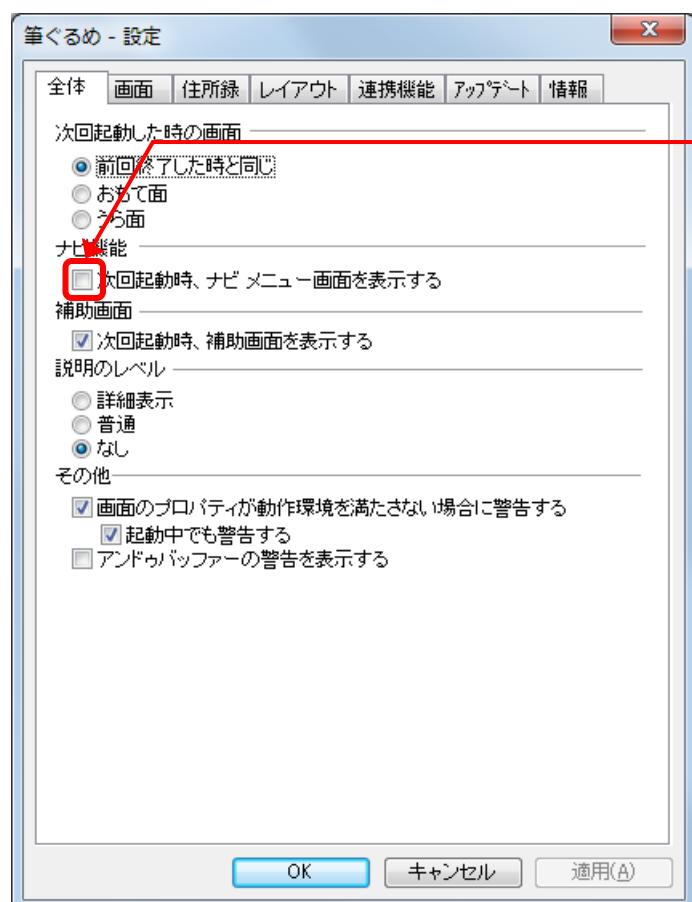 筆ぐるめ - 設定
全体 画面 住所録 レイアウト 連携機能 アップデート 情報
次回起動した時の画面
前回終了した時と同じ
おもて面
うら面
ナビ機能
次回起動時、ナビ メニュー画面を表示する
補助画面
次回起動時、補助画面を表示する
説明のレベル
詳細表示
普通
なし
その他
画面のプロパティが動作環境を満たさない場合に警告する
起動中でも警告する
アンドゥバッファーの警告を表示する
OK キャンセル 適用(A)